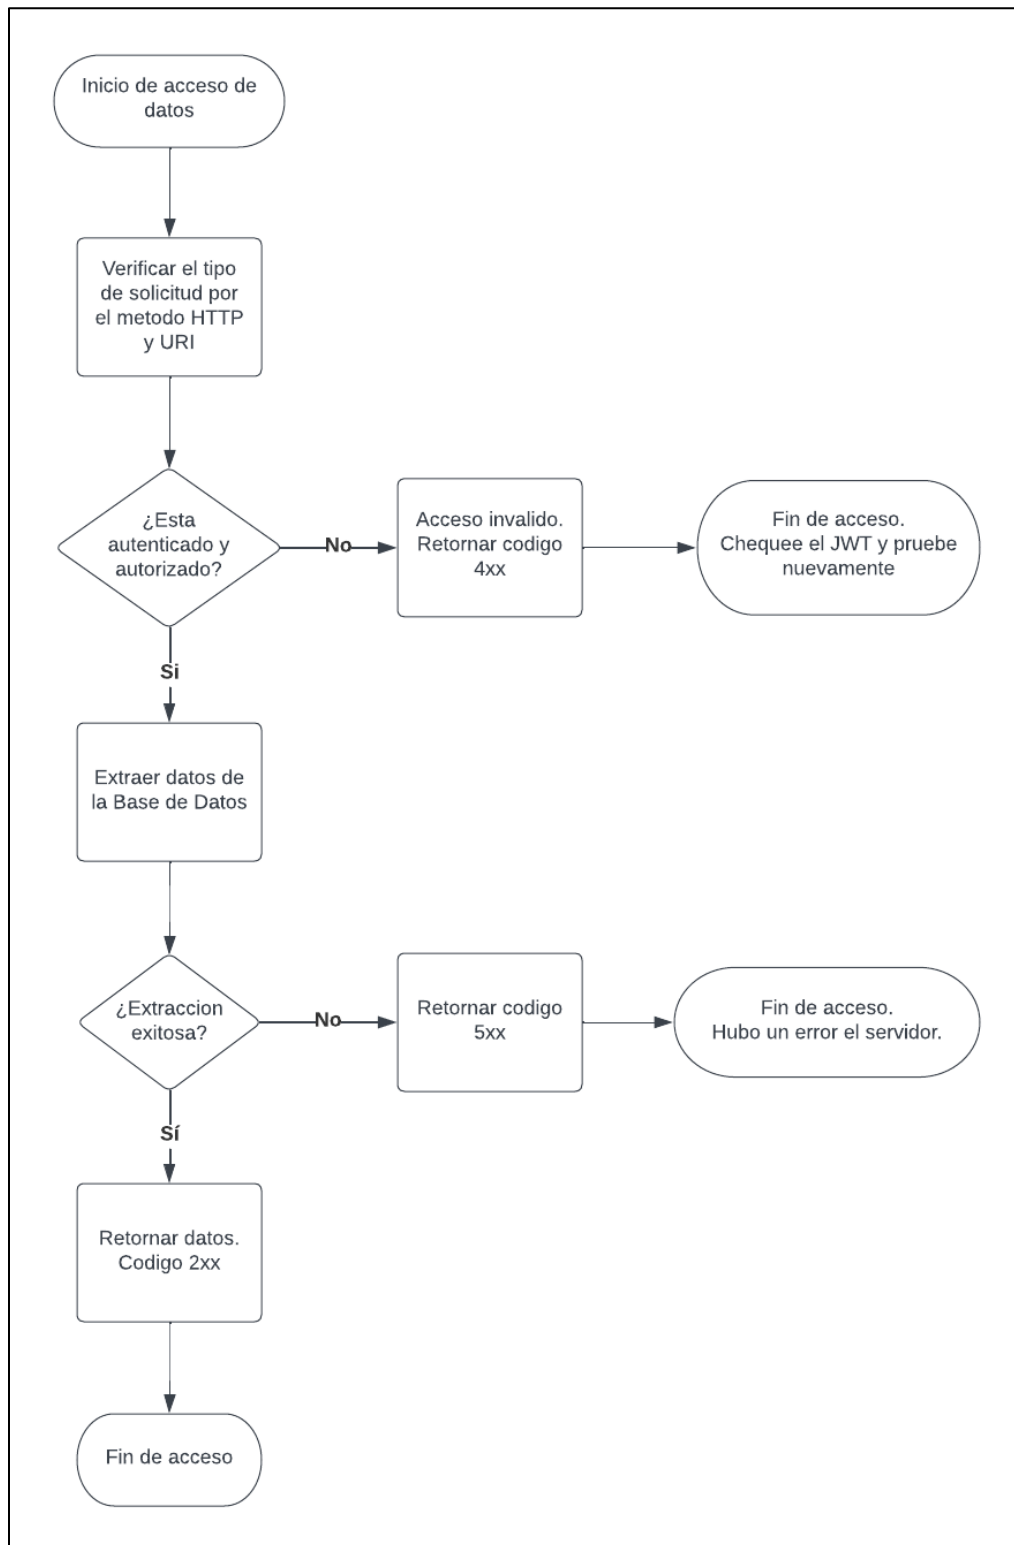 Inicio de acceso de
datos
Verificar el tipo
de solicitud por
el metodo HTTP
y URI
¿Esta
autenticado y
autorizado?
No
Acceso invalido.
Retornar codigo
4xx
Fin de acceso.
Chequee el JWT y pruebe
nuevamente
Si
Extraer datos de
la Base de Datos
¿Extraccion
exitosa?
No
Retornar codigo
5xx
Fin de acceso.
Hubo un error el servidor.
Sí
Retornar datos.
Codigo 2xx
Fin de acceso